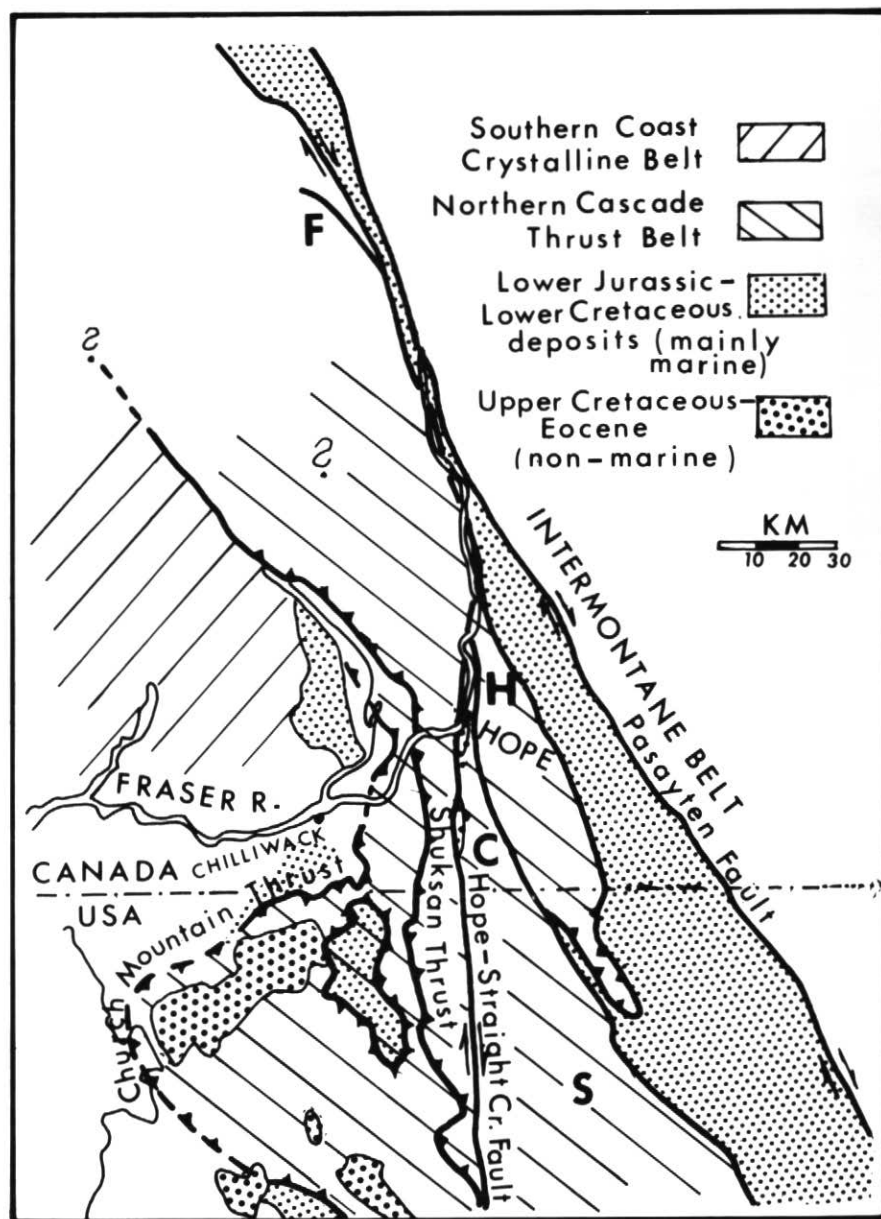 Southern Coast
Crystalline Belt
Northern Cascade
Thrust Belt
Lower Jurassic–
Lower Cretaceous
deposits (mainly
marine)
Upper Cretaceous–
Eocene
(non–marine)
KM
10 20 30
F
?
?
INTERMONTANE BELT
Pasayten Fault
H
HOPE
FRASER R.
C
CHILLIWACK
CANADA
USA
Shuksan Thrust
Hope–Straight Cr. Fault
Church Mountain Thrust
S